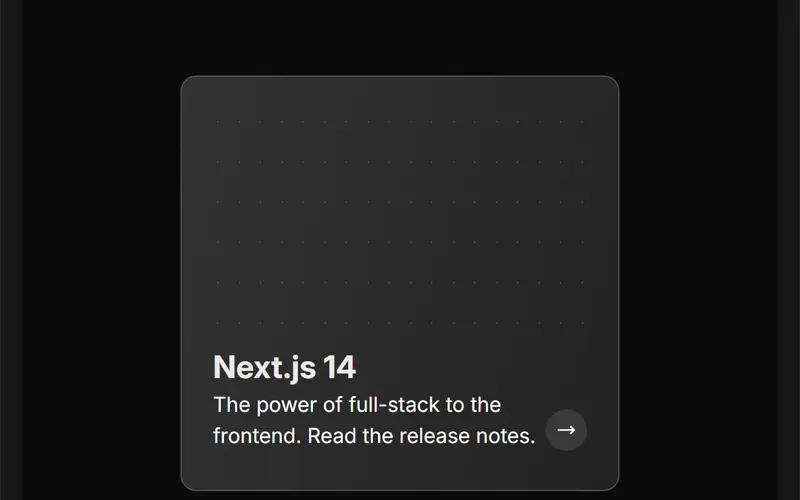 Next.js 14
The power of full-stack to the
frontend. Read the release notes.